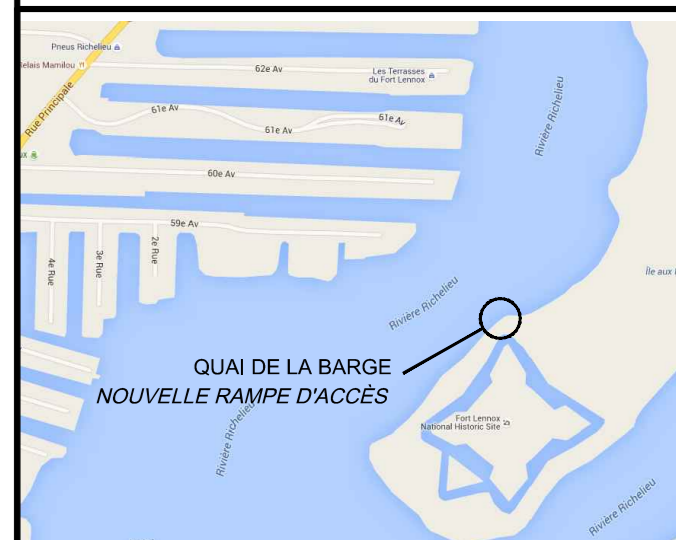 Pneus Richelieu
Relais Mamilou
Rue Principale
62e Av
Les Terrasses
du Fort Lennox
61e Av
61e Av
61e Av
60e Av
59e Av
4e Rue
3e Rue
2e Rue
Rivière Richelieu
Rivière Richelieu
Île aux
QUAI DE LA BARGE
NOUVELLE RAMPE D'ACCÈS
Rivière Richelieu
Fort Lennox
National Historic Site
Rivière Richelieu